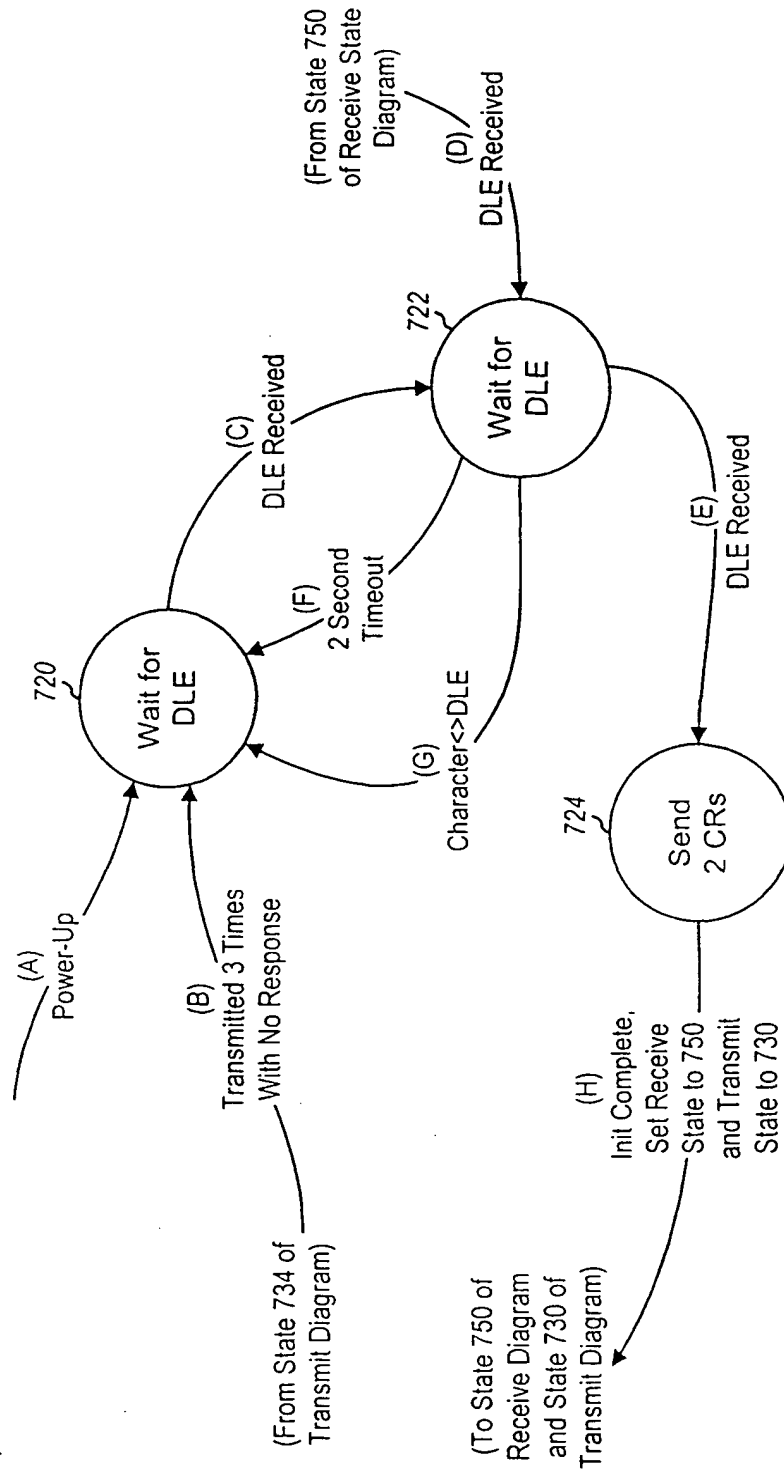 (A)
Power-Up
(From State 734 of
Transmit Diagram)
(B)
Transmitted 3 Times
With No Response
720
Wait for
DLE
(C)
DLE Received
(F)
2 Second
Timeout
(G)
Character<>DLE
722
Wait for
DLE
(From State 750
of Receive State
Diagram)
(D)
DLE Received
(E)
DLE Received
724
Send
2 CRs
(H)
Init Complete,
Set Receive
State to 750
and Transmit
State to 730
(To State 750 of
Receive Diagram
and State 730 of
Transmit Diagram)